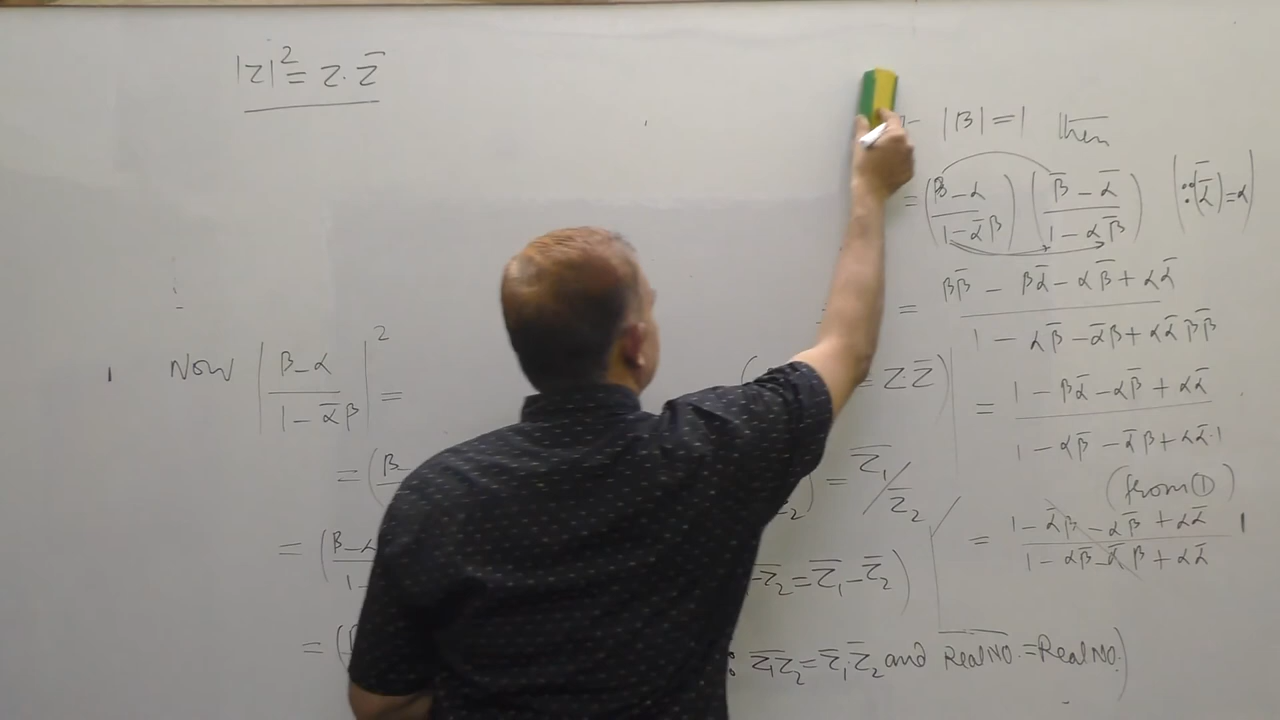 |z|² = z·z̄
|β| = 1 then
Now |(β-α)/(1-ᾱβ)|² =
= (β-
= (β-α
= (
= z·z̄)
) = z̄₁/z̄₂
-z̄₂ = z̄₁-z̄₂)
: z̄₁z̄₂ = z̄₁·z̄₂ and Real NO. = Real NO.)
= ((β-α)/(1-ᾱβ)) ((β̄-ᾱ)/(1-αβ̄)) (∵ (ᾱ)̄ = α)
= (ββ̄ - βᾱ - αβ̄ + αᾱ)/(1 - αβ̄ - ᾱβ + αᾱββ̄)
= (1 - βᾱ - αβ̄ + αᾱ)/(1 - αβ̄ - ᾱβ + αᾱ·1)
(from ①)
= (1 - ᾱβ - αβ̄ + αᾱ)/(1 - αβ̄ - ᾱβ + αᾱ) 1